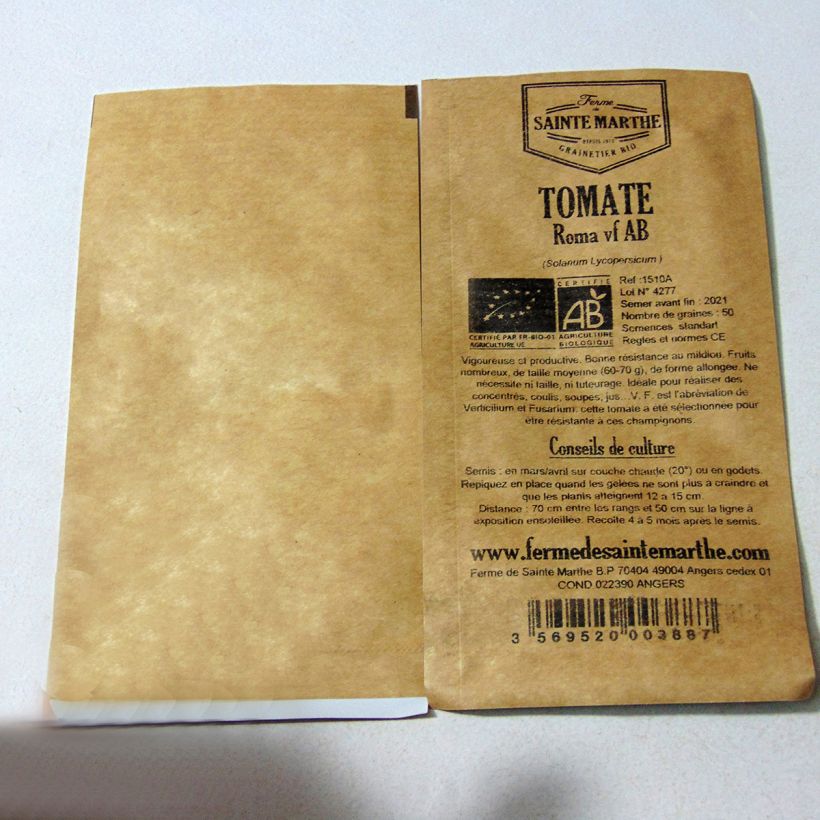 Ferme
de
SAINTE MARTHE
DEPUIS 1973
GRAINETIER BIO
TOMATE
Roma vf AB
(Solanum Lycopersicum)
CERTIFIÉ
AB
CERTIFIÉ PAR FR-BIO-01
AGRICULTURE UE
AGRICULTURE
BIOLOGIQUE
Ref :1510A
Lot N° 4277
Semer avant fin : 2021
Nombre de graines : 50
Semences standart
Règles et normes CE
Vigoureuse et productive. Bonne résistance au mildiou. Fruits
nombreux, de taille moyenne (60-70 g), de forme allongée. Ne
nécessite ni taille, ni tuteurage. Idéale pour réaliser des
concentrés, coulis, soupes, jus...V. F. est l'abréviation de
Verticilium et Fusarium: cette tomate a été sélectionnée pour
être résistante à ces champignons.
Conseils de culture
Semis : en mars/avril sur couche chaude (20°) ou en godets.
Repiquez en place quand les gelées ne sont plus à craindre et
que les plants atteignent 12 à 15 cm.
Distance : 70 cm entre les rangs et 50 cm sur la ligne à
exposition ensoleillée. Récolte 4 à 5 mois après le semis.
www.fermedesaintemarthe.com
Ferme de Sainte Marthe B.P 70404 49004 Angers cedex 01
COND 022390 ANGERS
3 569520 003887